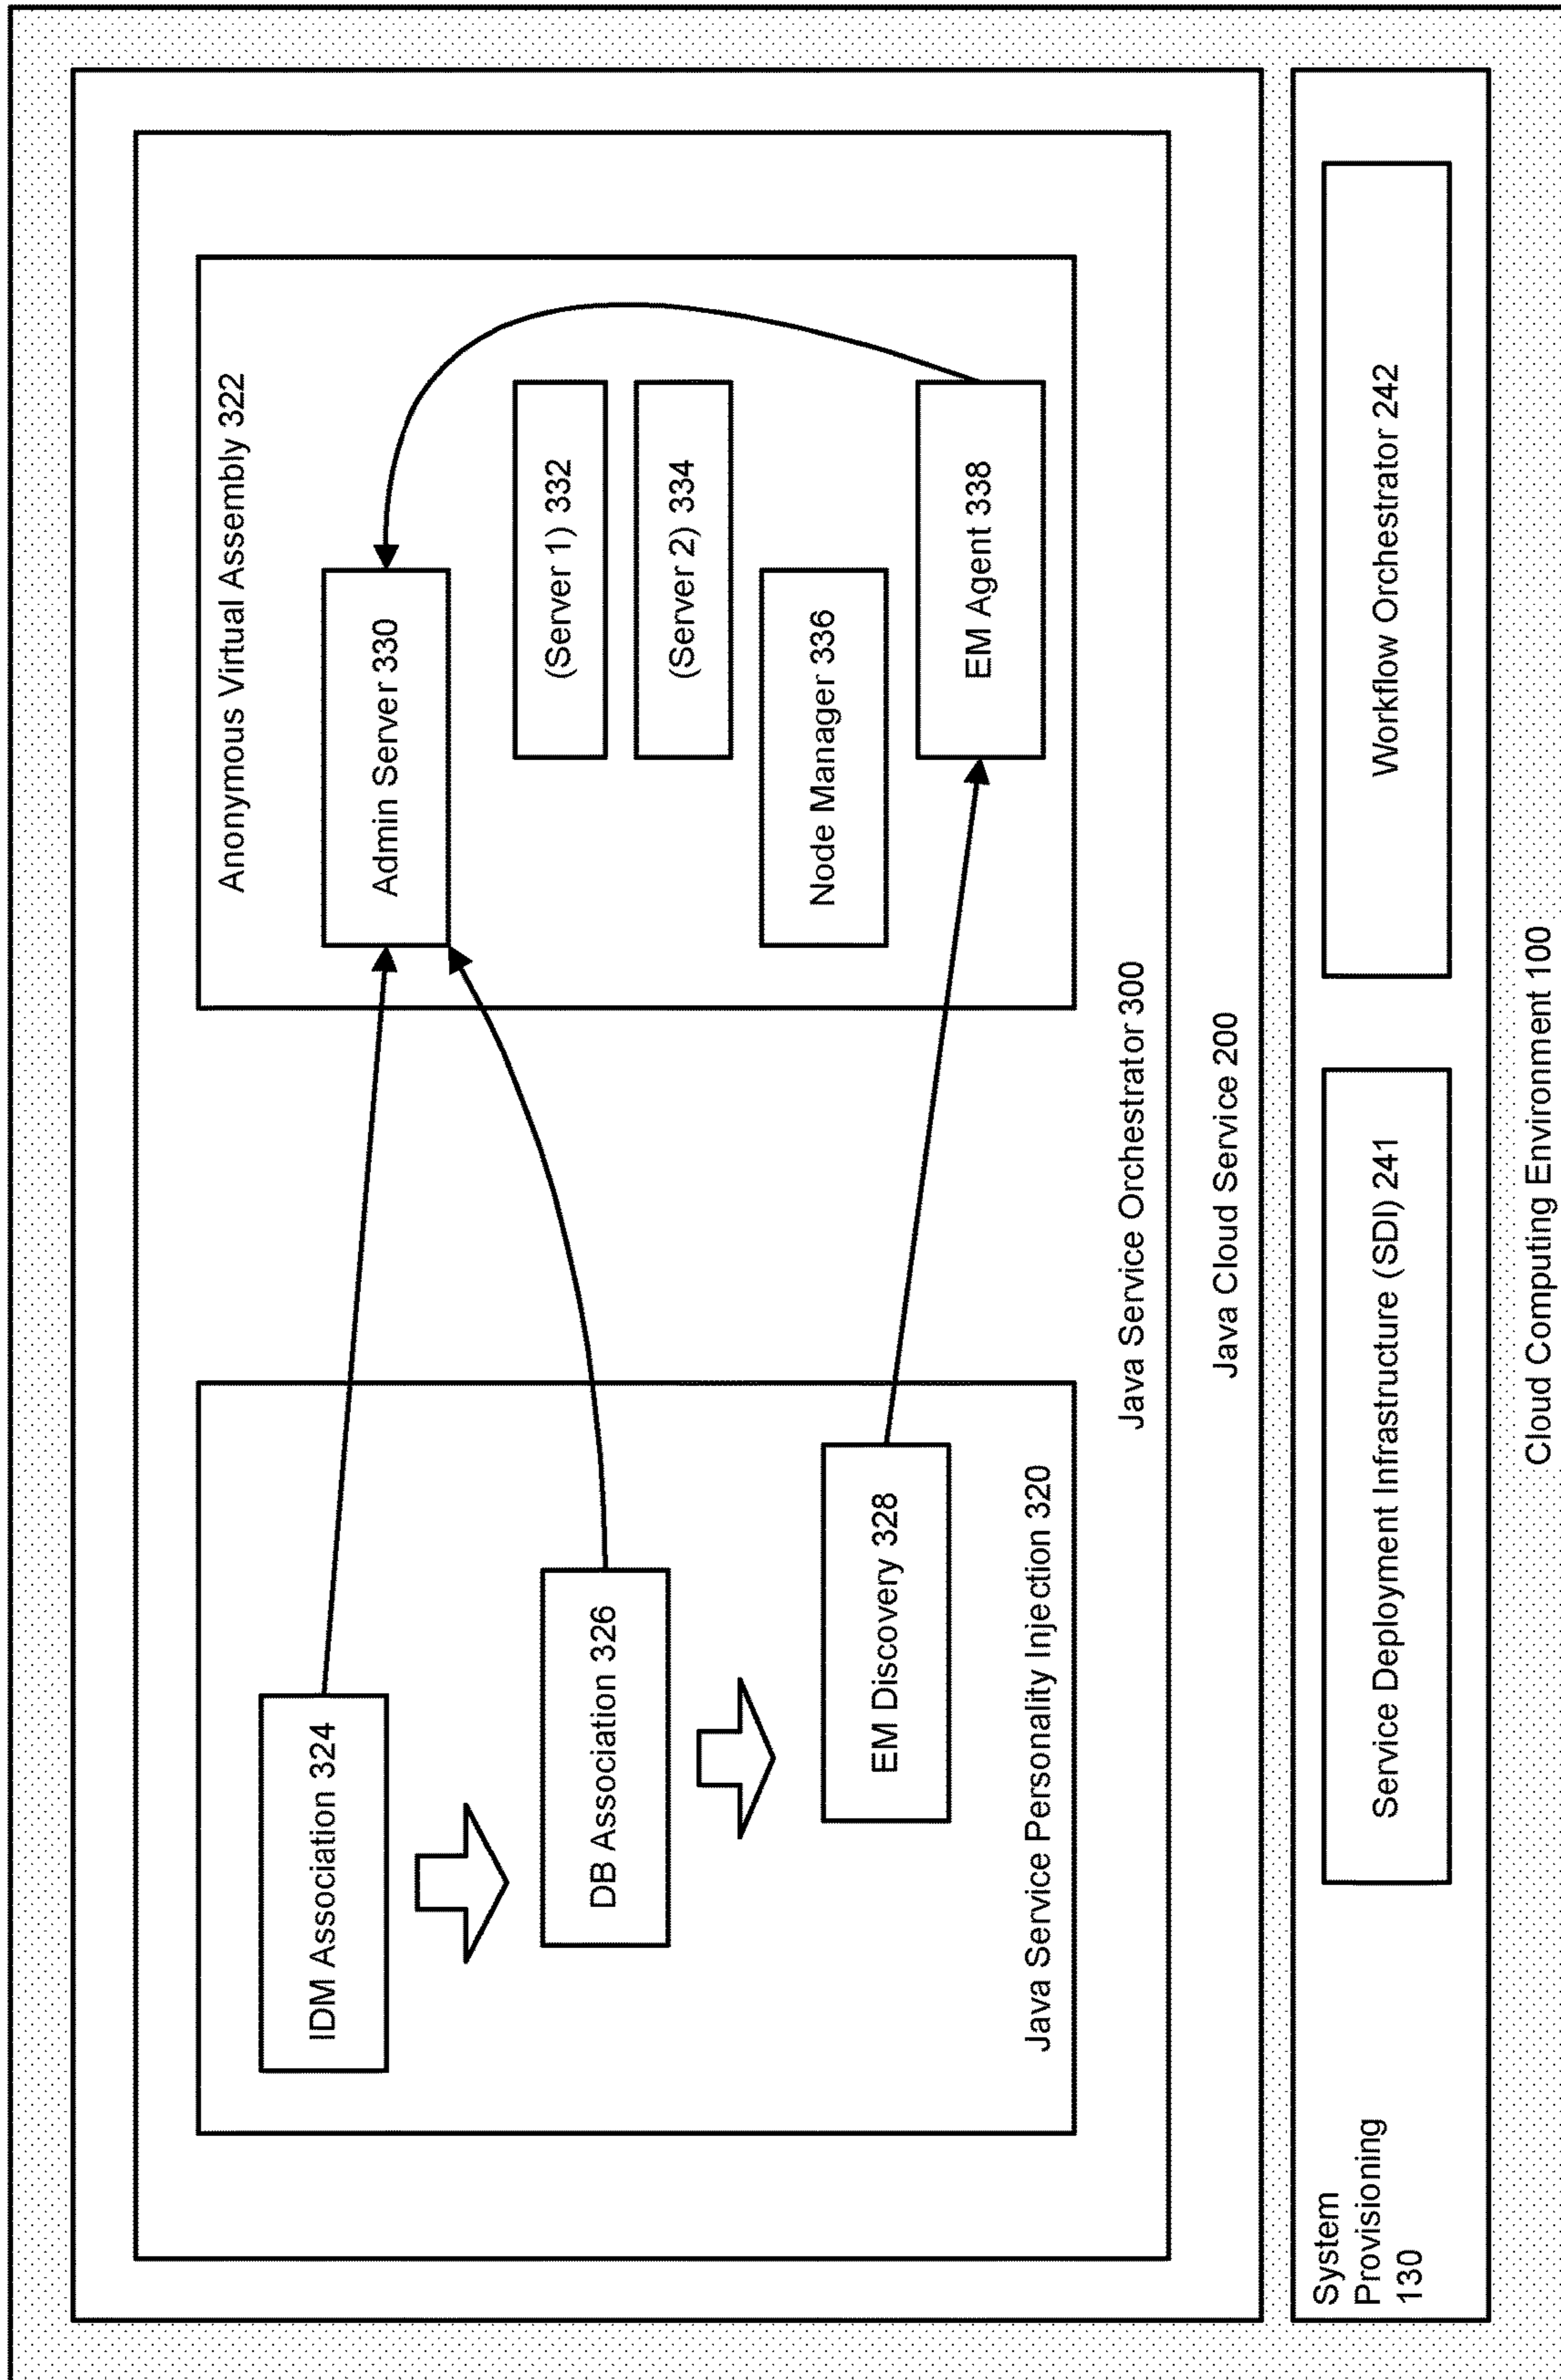 Anonymous Virtual Assembly 322
IDM Association 324
Admin Server 330
DB Association 326
(Server 1) 332
(Server 2) 334
Node Manager 336
EM Discovery 328
EM Agent 338
Java Service Personality Injection 320
Java Service Orchestrator 300
Java Cloud Service 200
System
Provisioning
130
Service Deployment Infrastructure (SDI) 241
Workflow Orchestrator 242
Cloud Computing Environment 100